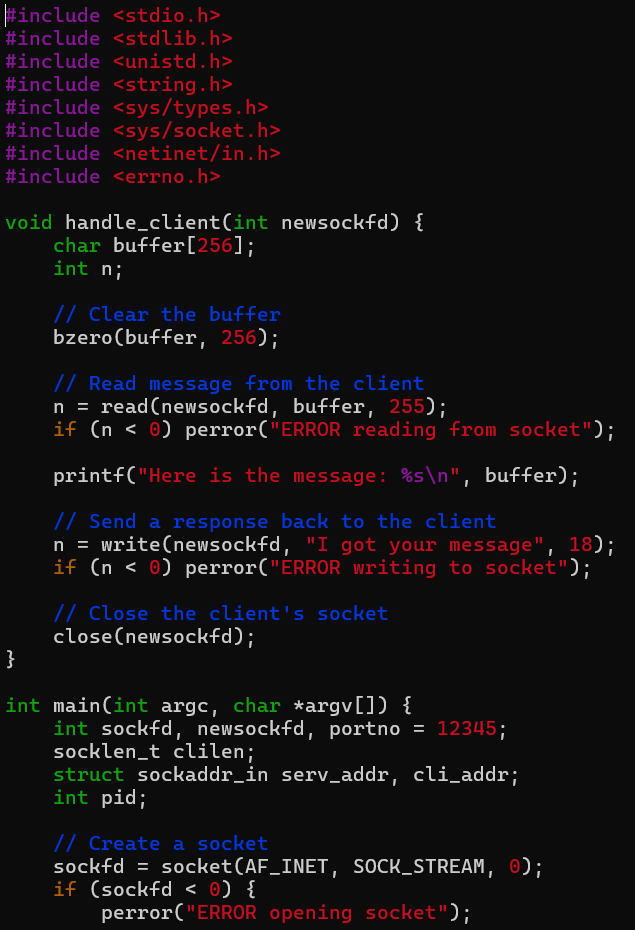 #include <stdio.h>
#include <stdlib.h>
#include <unistd.h>
#include <string.h>
#include <sys/types.h>
#include <sys/socket.h>
#include <netinet/in.h>
#include <errno.h>

void handle_client(int newsockfd) {
    char buffer[256];
    int n;

    // Clear the buffer
    bzero(buffer, 256);

    // Read message from the client
    n = read(newsockfd, buffer, 255);
    if (n < 0) perror("ERROR reading from socket");

    printf("Here is the message: %s\n", buffer);

    // Send a response back to the client
    n = write(newsockfd, "I got your message", 18);
    if (n < 0) perror("ERROR writing to socket");

    // Close the client's socket
    close(newsockfd);
}

int main(int argc, char *argv[]) {
    int sockfd, newsockfd, portno = 12345;
    socklen_t clilen;
    struct sockaddr_in serv_addr, cli_addr;
    int pid;

    // Create a socket
    sockfd = socket(AF_INET, SOCK_STREAM, 0);
    if (sockfd < 0) {
        perror("ERROR opening socket");